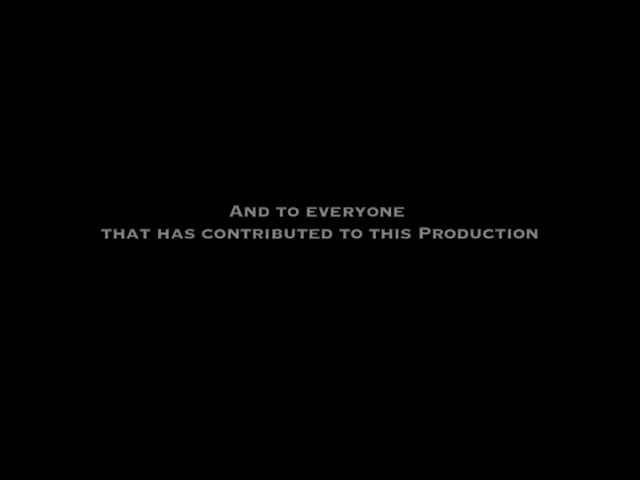 And to everyone
that has contributed to this Production